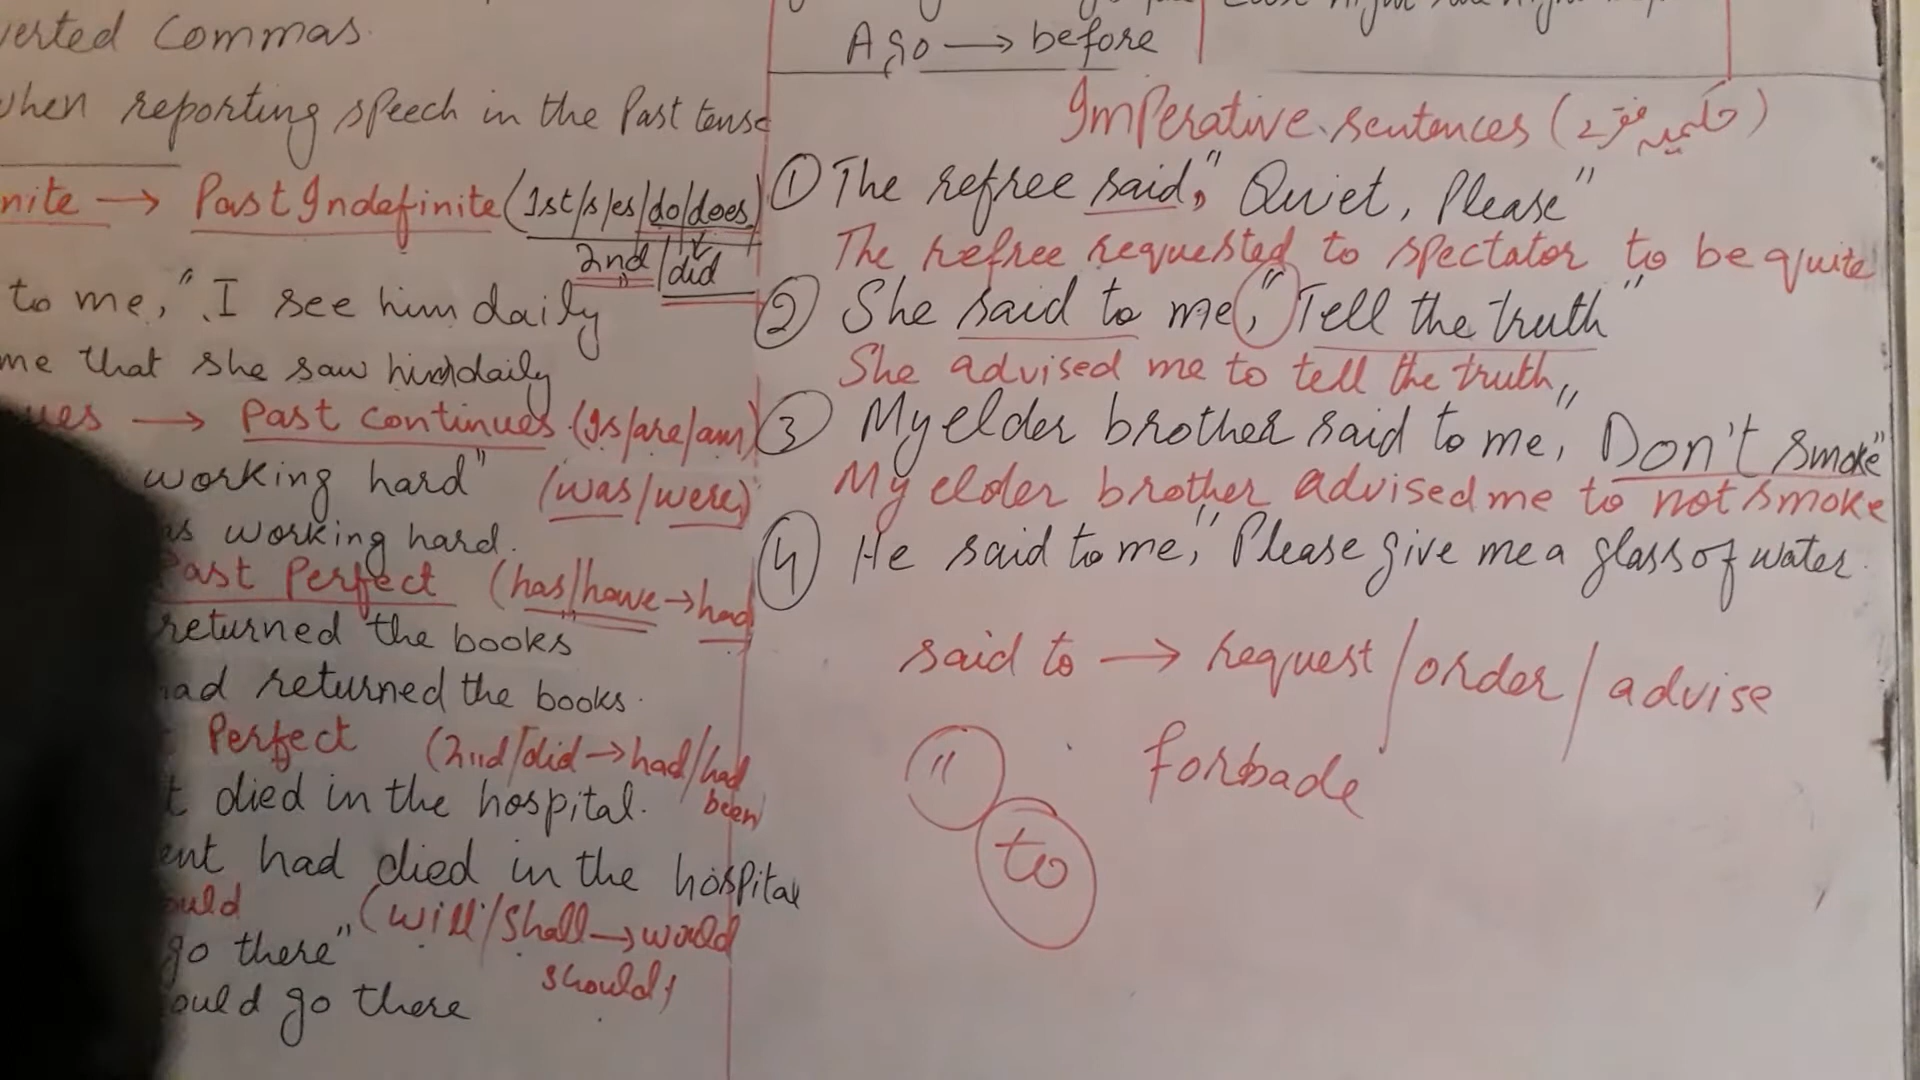 verted Commas.
when reporting speech in the Past tense
nite → Past Indefinite (1st/s/es/do/does)
2nd/did
to me, "I see him daily"
me that she saw him daily
ues → Past Continues (Is/are/am)
working hard" (was/were)
as working hard.
Past Perfect (has/have → had
returned the books
had returned the books.
Perfect (2nd/did → had/had
been)
t died in the hospital.
ent had died in the hospital
ould (will/shall → would
go there" should)
ould go there
Ago → before
Imperative sentences
① The refree said, "Quiet, Please"
The refree requested to spectator to be quite
② She said to me, "Tell the truth"
She advised me to tell the truth,
③ My elder brother said to me, "Don't smoke"
My elder brother advised me to not smoke
④ He said to me, "Please give me a glass of water.
said to → request/order/advise
"
forbade
to